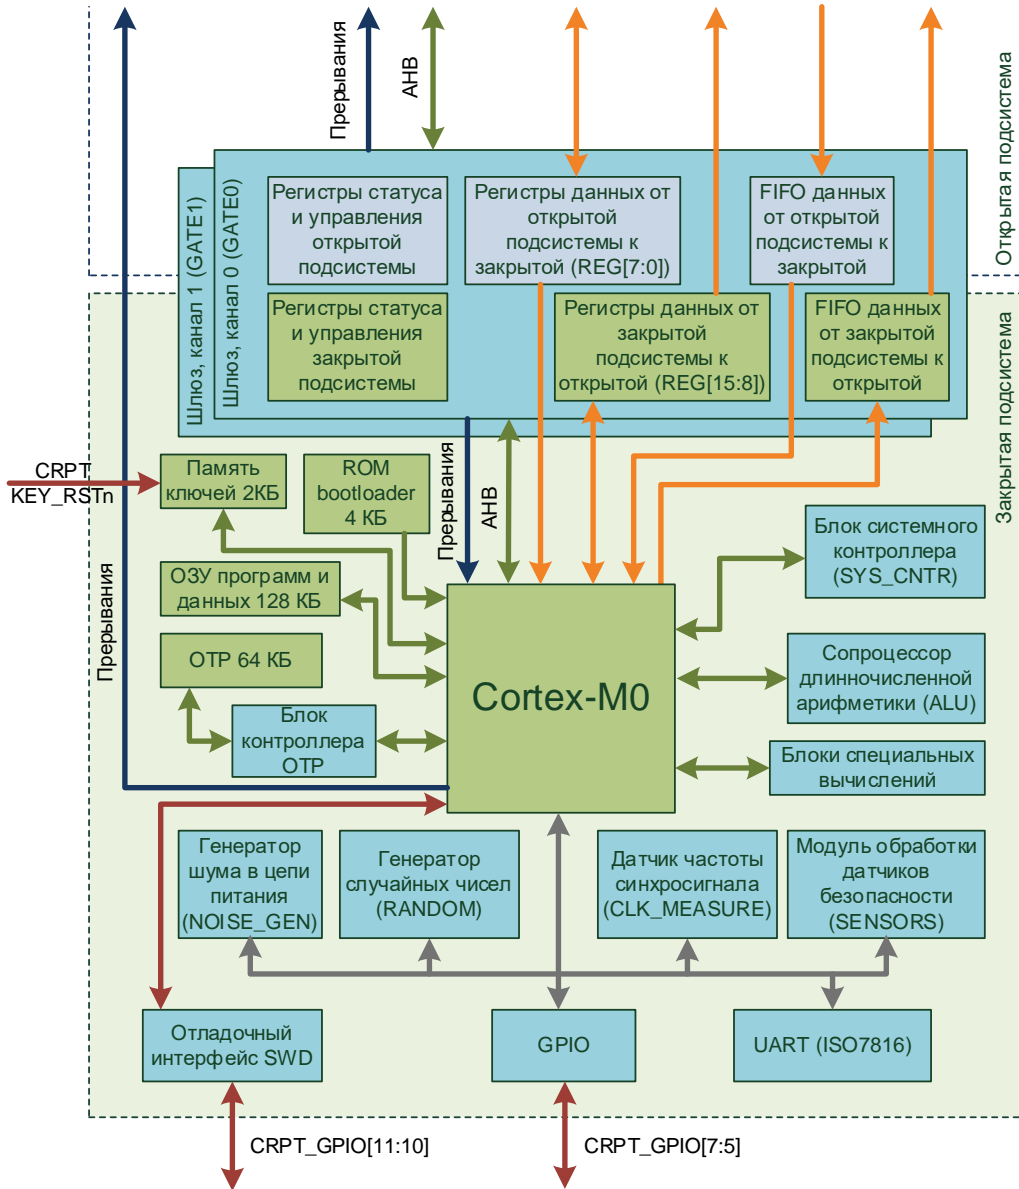 Прерывания
AHB
Открытая подсистема
Шлюз, канал 1 (GATE1)
Шлюз, канал 0 (GATE0)
Регистры статуса
и управления
открытой
подсистемы
Регистры данных от
открытой
подсистемы к
закрытой (REG[7:0])
FIFO данных
от открытой
подсистемы к
закрытой
Регистры статуса
и управления
закрытой
подсистемы
Регистры данных от
закрытой
подсистемы к
открытой (REG[15:8])
FIFO данных
от закрытой
подсистемы к
открытой
Закрытая подсистема
CRPT
KEY_RSTn
Память
ключей 2КБ
ROM
bootloader
4 КБ
Прерывания
AHB
Блок системного
контроллера
(SYS_CNTR)
ОЗУ программ и
данных 128 КБ
Прерывания
ОТР 64 КБ
Cortex-M0
Сопроцессор
длинночисленной
арифметики (ALU)
Блок
контроллера
ОТР
Блоки специальных
вычислений
Генератор
шума в цепи
питания
(NOISE_GEN)
Генератор
случайных чисел
(RANDOM)
Датчик частоты
синхросигнала
(CLK_MEASURE)
Модуль обработки
датчиков
безопасности
(SENSORS)
Отладочный
интерфейс SWD
GPIO
UART (ISO7816)
CRPT_GPIO[11:10]
CRPT_GPIO[7:5]